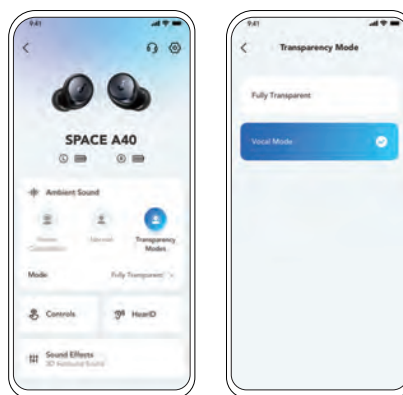 9:41
SPACE A40
L
R
Ambient Sound
Noise
Cancellation
Normal
Transparency
Modes
Mode
Fully Transparent
Controls
HearID
Sound Effects
3D Surround Sound
9:41
Transparency Mode
Fully Transparent
Vocal Mode